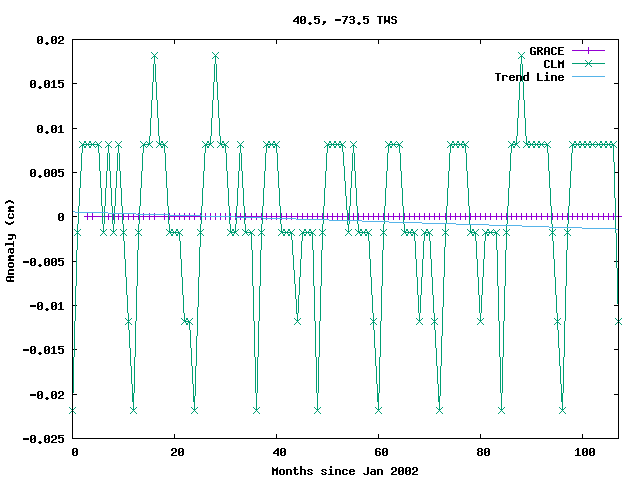 40.5, -73.5 TWS
GRACE
CLM
Trend Line
0.02
0.015
0.01
0.005
0
-0.005
-0.01
-0.015
-0.02
-0.025
Anomaly (cm)
0 20 40 60 80 100
Months since Jan 2002